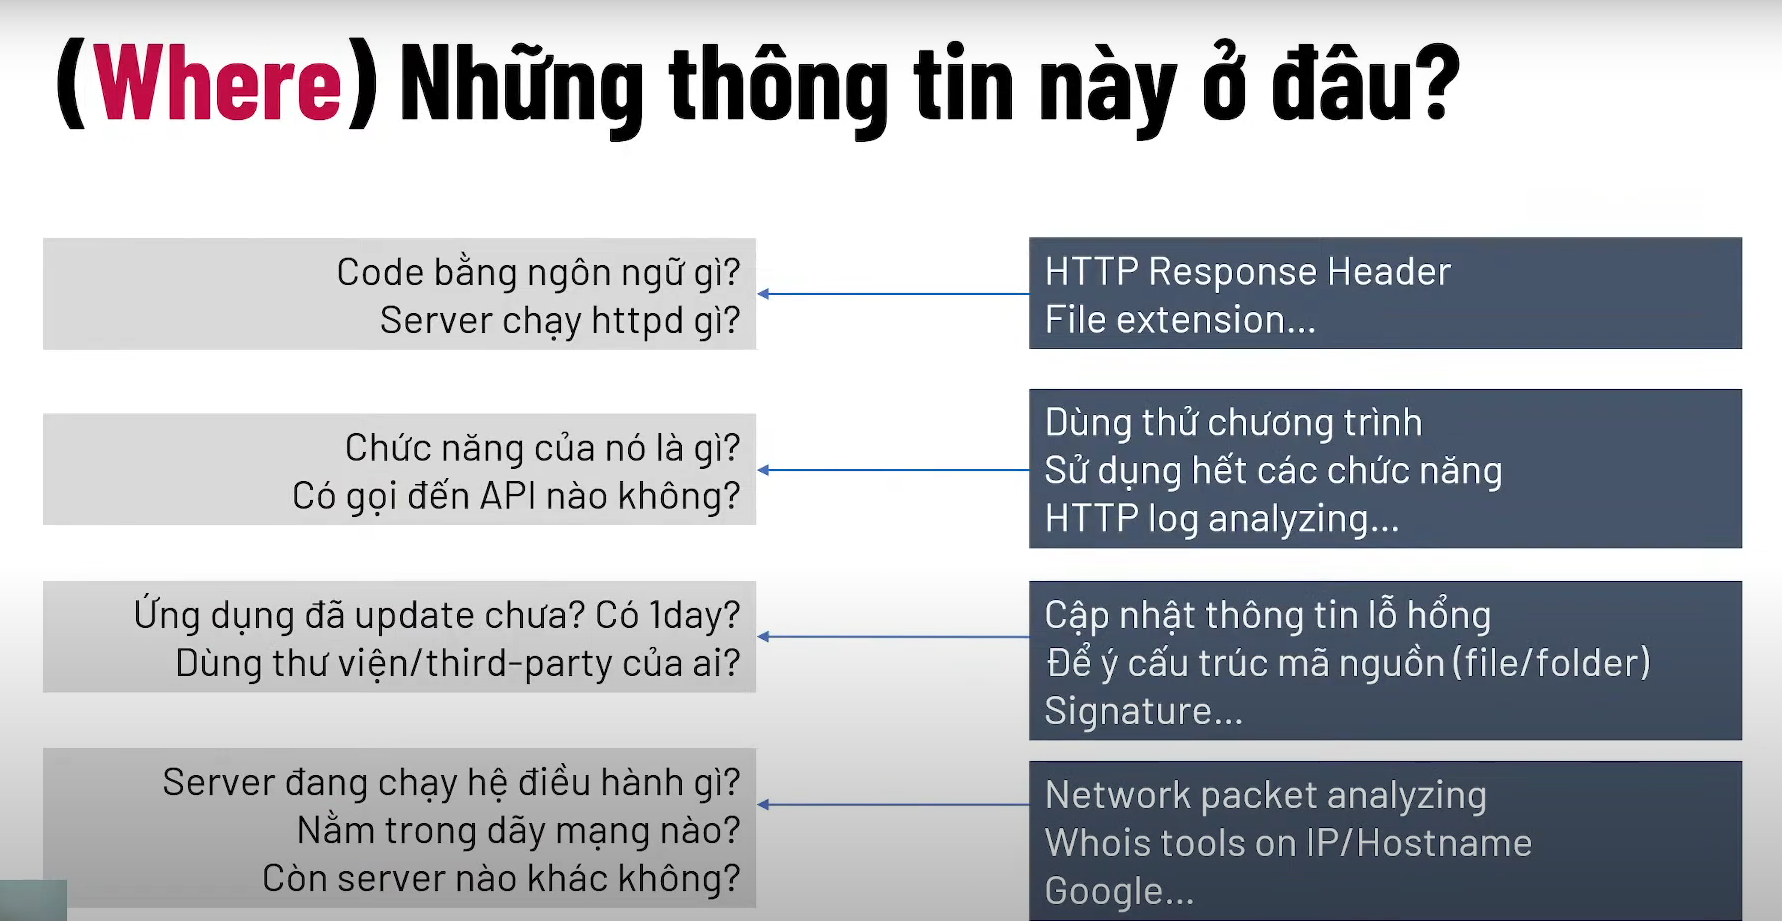 (Where) Những thông tin này ở đâu?
Code bằng ngôn ngữ gì?
Server chạy httpd gì?
HTTP Response Header
File extension...
Chức năng của nó là gì?
Có gọi đến API nào không?
Dùng thử chương trình
Sử dụng hết các chức năng
HTTP log analyzing...
Ứng dụng đã update chưa? Có 1day?
Dùng thư viện/third-party của ai?
Cập nhật thông tin lỗ hổng
Để ý cấu trúc mã nguồn (file/folder)
Signature...
Server đang chạy hệ điều hành gì?
Nằm trong dãy mạng nào?
Còn server nào khác không?
Network packet analyzing
Whois tools on IP/Hostname
Google...